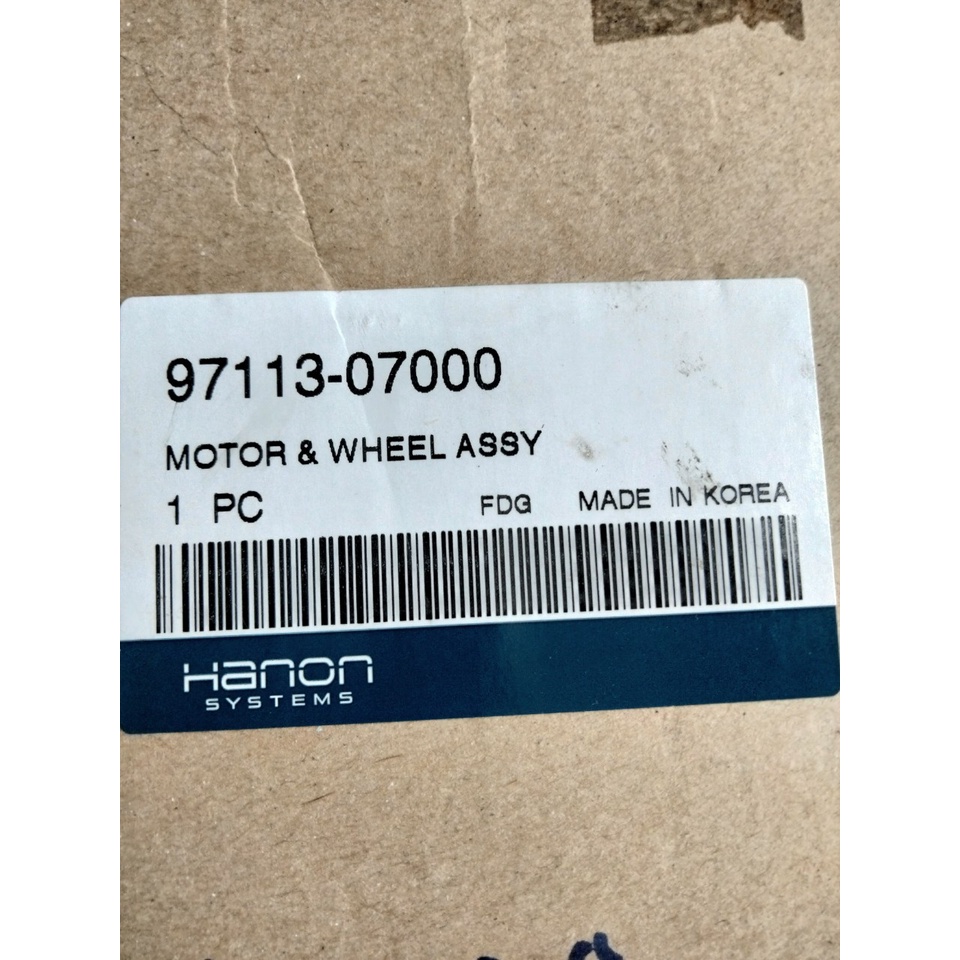 97113-07000
MOTOR & WHEEL ASSY
1 PC FDG MADE IN KOREA
Hanon
SYSTEMS